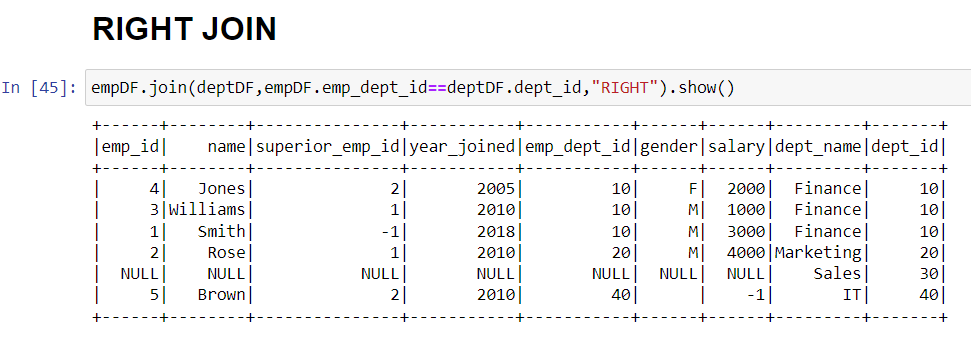 RIGHT JOIN
In [45]: empDF.join(deptDF,empDF.emp_dept_id==deptDF.dept_id,"RIGHT").show()
+------+--------+---------------+-----------+-----------+------+------+---------+-------+
|emp_id|    name|superior_emp_id|year_joined|emp_dept_id|gender|salary|dept_name|dept_id|
+------+--------+---------------+-----------+-----------+------+------+---------+-------+
|     4|   Jones|              2|       2005|         10|     F|  2000|  Finance|     10|
|     3|Williams|              1|       2010|         10|     M|  1000|  Finance|     10|
|     1|   Smith|             -1|       2018|         10|     M|  3000|  Finance|     10|
|     2|    Rose|              1|       2010|         20|     M|  4000|Marketing|     20|
|  NULL|    NULL|           NULL|       NULL|       NULL|  NULL|  NULL|    Sales|     30|
|     5|   Brown|              2|       2010|         40|      |    -1|       IT|     40|
+------+--------+---------------+-----------+-----------+------+------+---------+-------+